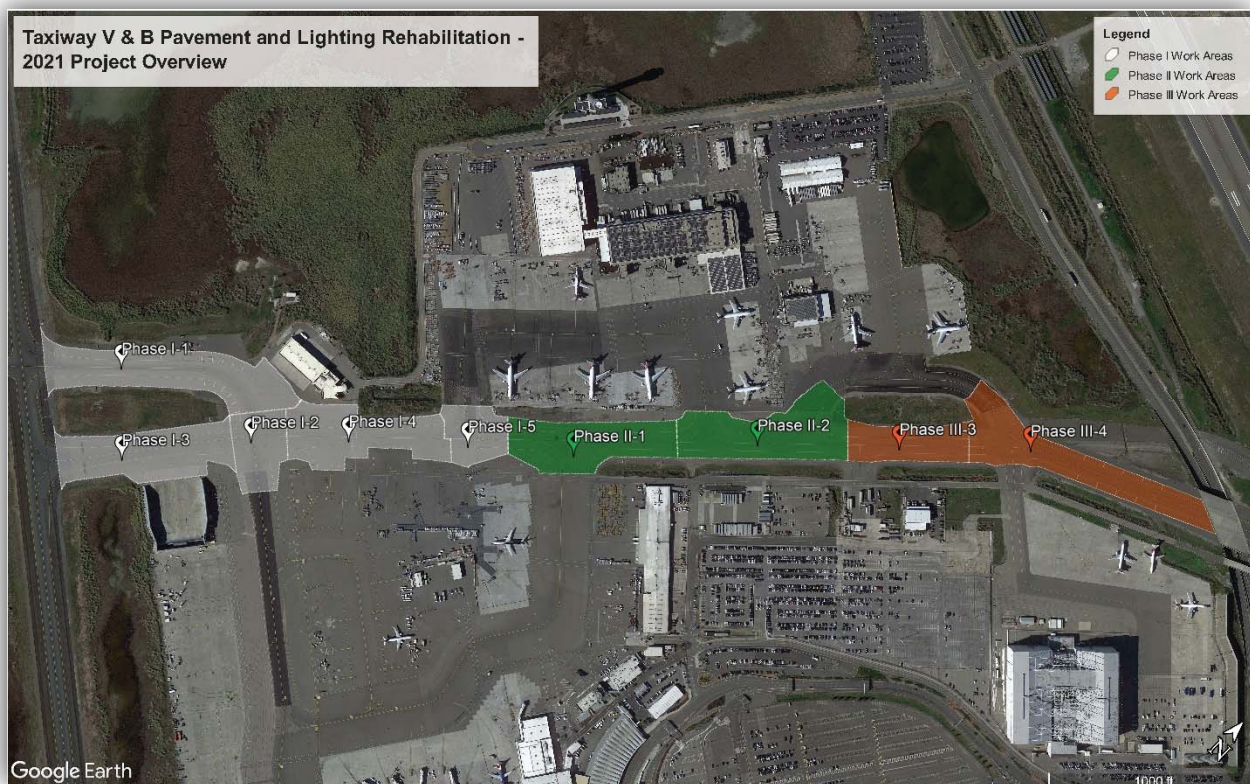 Taxiway V & B Pavement and Lighting Rehabilitation -
2021 Project Overview
Legend
Phase I Work Areas
Phase II Work Areas
Phase III Work Areas
Phase I-1
Phase I-2
Phase I-4
Phase I-3
Phase I-5
Phase II-1
Phase II-2
Phase III-3
Phase III-4
N
Google Earth
1000 ft